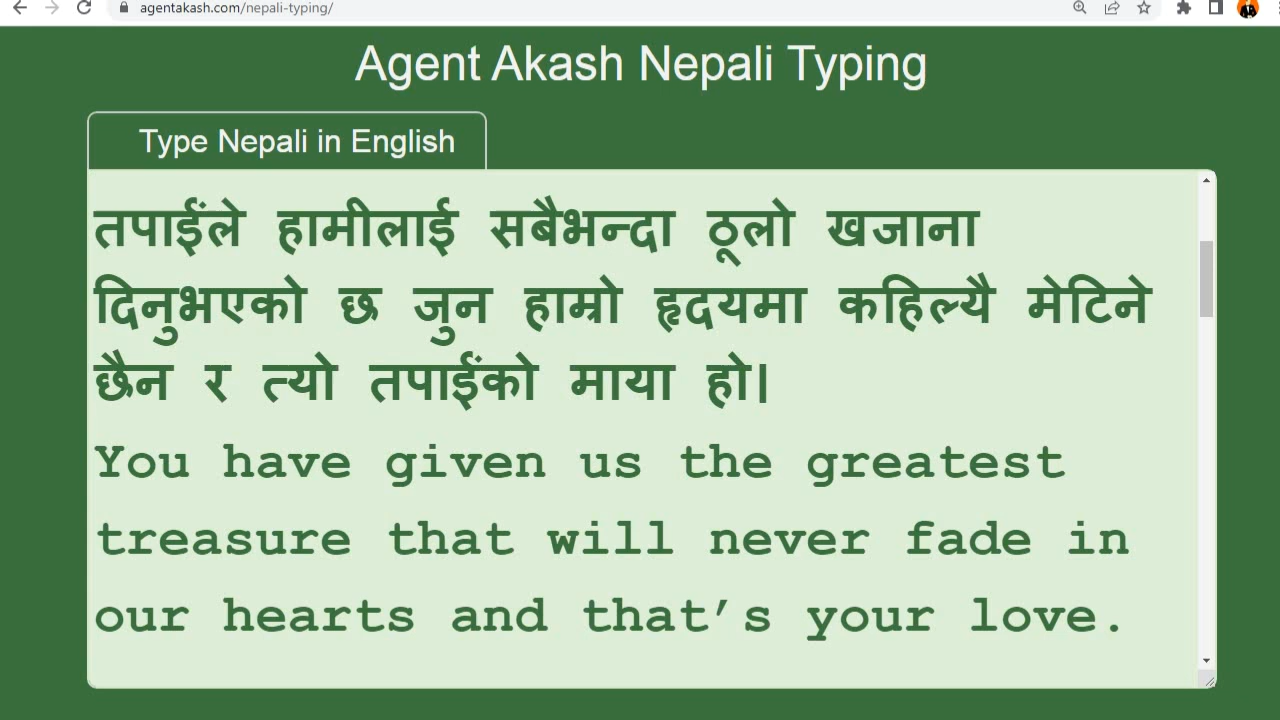 agentakash.com/nepali-typing/
Agent Akash Nepali Typing
Type Nepali in English
तपाईंले हामीलाई सबैभन्दा ठूलो खजाना
दिनुभएको छ जुन हाम्रो हृदयमा कहिल्यै मेटिने
छैन र त्यो तपाईंको माया हो।
You have given us the greatest
treasure that will never fade in
our hearts and that’s your love.